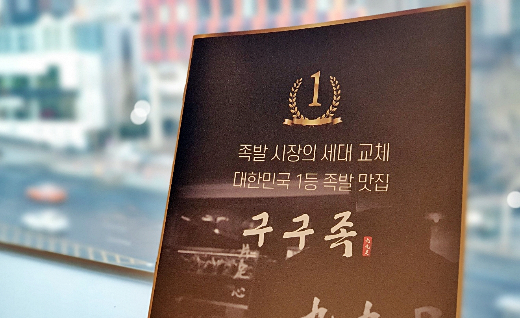 1
족발 시장의 세대 교체
대한민국 1등 족발 맛집
구구족